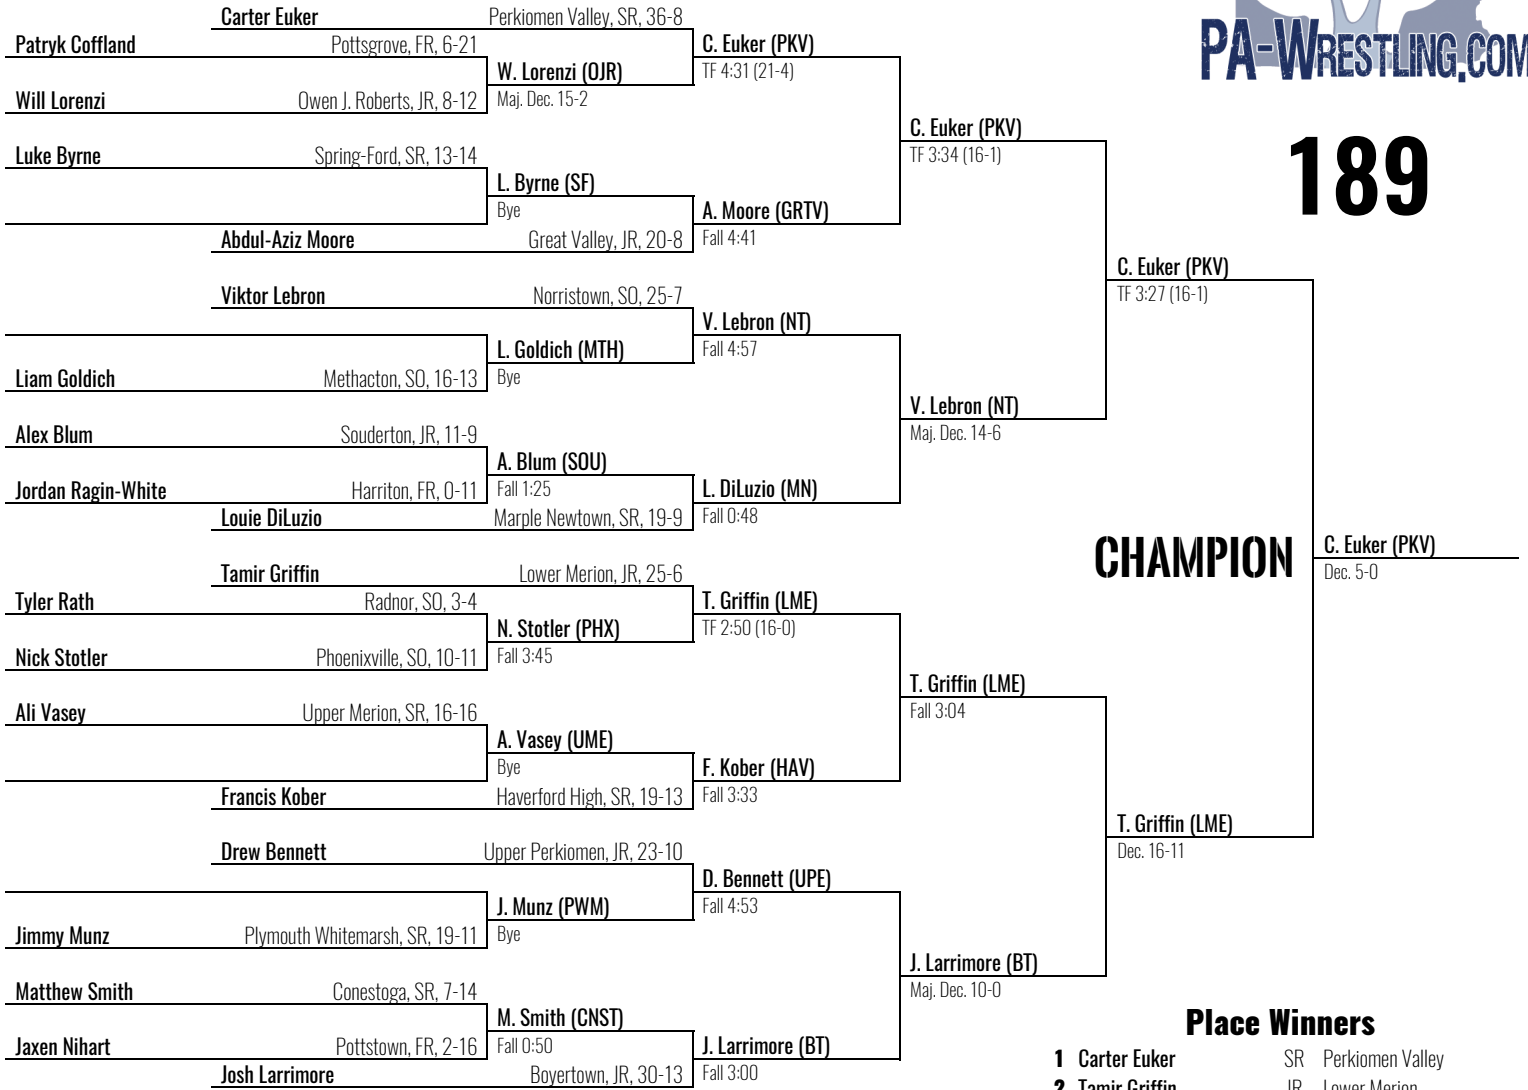 Carter Euker Perkiomen Valley, SR, 36-8
PA-WRESTLING.COM
189
Patryk Coffland Pottsgrove, FR, 6-21
C. Euker (PKV)
TF 4:31 (21-4)
W. Lorenzi (OJR)
Maj. Dec. 15-2
Will Lorenzi Owen J. Roberts, JR, 8-12
C. Euker (PKV)
TF 3:34 (16-1)
Luke Byrne Spring-Ford, SR, 13-14
L. Byrne (SF)
Bye
A. Moore (GRTV)
Fall 4:41
Abdul-Aziz Moore Great Valley, JR, 20-8
C. Euker (PKV)
TF 3:27 (16-1)
Viktor Lebron Norristown, SO, 25-7
V. Lebron (NT)
Fall 4:57
L. Goldich (MTH)
Bye
Liam Goldich Methacton, SO, 16-13
V. Lebron (NT)
Maj. Dec. 14-6
Alex Blum Souderton, JR, 11-9
A. Blum (SOU)
Fall 1:25
Jordan Ragin-White Harriton, FR, 0-11
L. DiLuzio (MN)
Fall 0:48
Louie DiLuzio Marple Newtown, SR, 19-9
CHAMPION
C. Euker (PKV)
Dec. 5-0
Tamir Griffin Lower Merion, JR, 25-6
Tyler Rath Radnor, SO, 3-4
T. Griffin (LME)
TF 2:50 (16-0)
N. Stotler (PHX)
Fall 3:45
Nick Stotler Phoenixville, SO, 10-11
T. Griffin (LME)
Fall 3:04
Ali Vasey Upper Merion, SR, 16-16
A. Vasey (UME)
Bye
F. Kober (HAV)
Fall 3:33
Francis Kober Haverford High, SR, 19-13
T. Griffin (LME)
Dec. 16-11
Drew Bennett Upper Perkiomen, JR, 23-10
D. Bennett (UPE)
Fall 4:53
J. Munz (PWM)
Bye
Jimmy Munz Plymouth Whitemarsh, SR, 19-11
J. Larrimore (BT)
Maj. Dec. 10-0
Matthew Smith Conestoga, SR, 7-14
M. Smith (CNST)
Fall 0:50
Jaxen Nihart Pottstown, FR, 2-16
J. Larrimore (BT)
Fall 3:00
Josh Larrimore Boyertown, JR, 30-13
Place Winners
1 Carter Euker SR Perkiomen Valley
2 Tamir Griffin JR Lower Merion